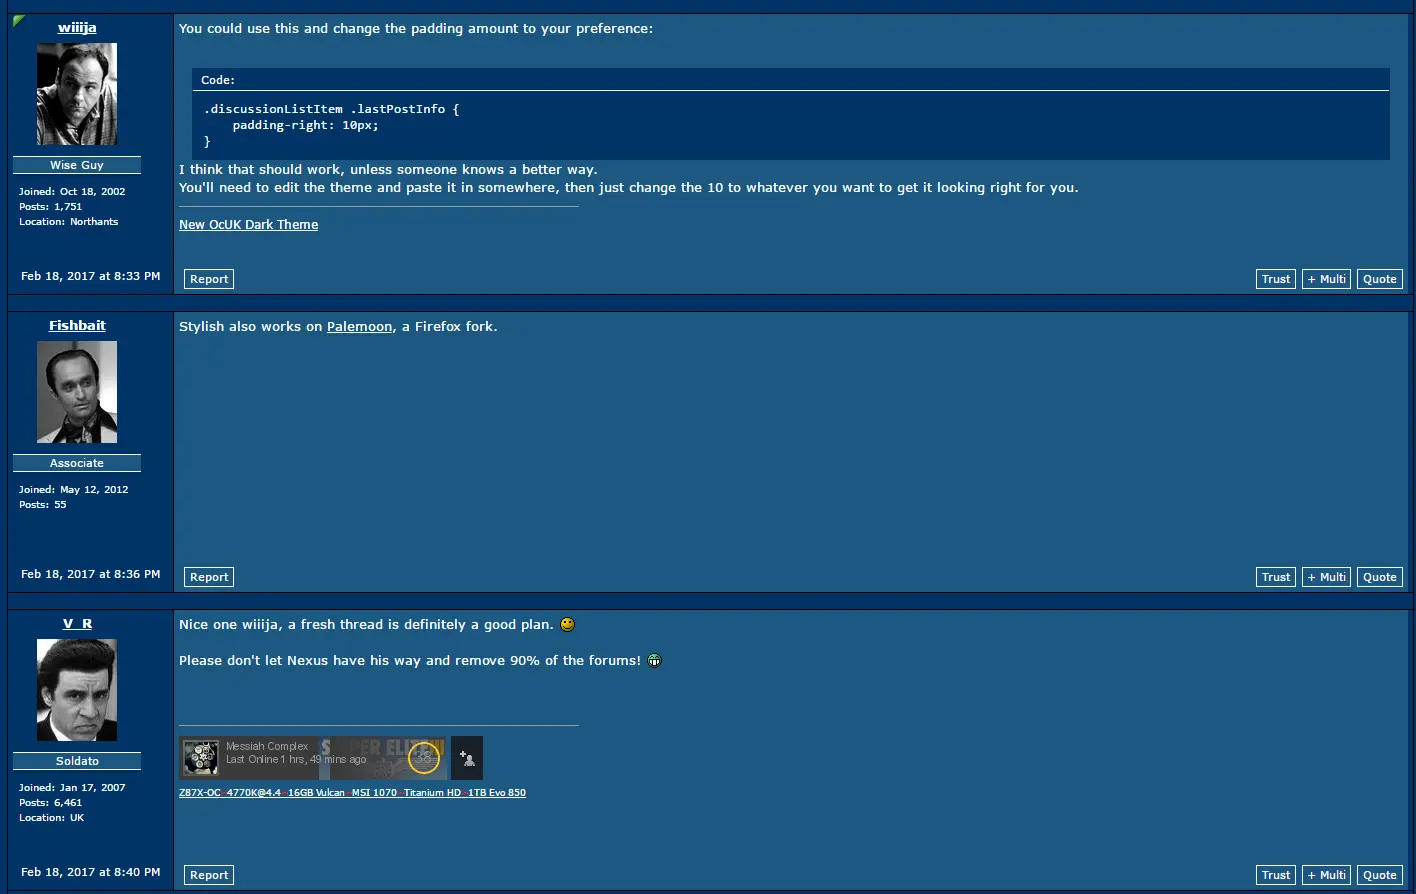 wiiija
You could use this and change the padding amount to your preference:
Code:
.discussionListItem .lastPostInfo {
    padding-right: 10px;
}
Wise Guy
I think that should work, unless someone knows a better way.
You'll need to edit the theme and paste it in somewhere, then just change the 10 to whatever you want to get it looking right for you.
Joined: Oct 18, 2002
Posts: 1,751
Location: Northants
New OcUK Dark Theme
Feb 18, 2017 at 8:33 PM
Report
Trust + Multi Quote
Fishbait
Stylish also works on Palemoon, a Firefox fork.
Associate
Joined: May 12, 2012
Posts: 55
Feb 18, 2017 at 8:36 PM
Report
Trust + Multi Quote
V_R
Nice one wiiija, a fresh thread is definitely a good plan.
Please don't let Nexus have his way and remove 90% of the forums!
Soldato
Joined: Jan 17, 2007
Posts: 6,461
Location: UK
Messiah Complex
Last Online 1 hrs, 49 mins ago
38
Z87X-OC~4770K@4.4~16GB Vulcan~MSI 1070~Titanium HD~1TB Evo 850
Feb 18, 2017 at 8:40 PM
Report
Trust + Multi Quote